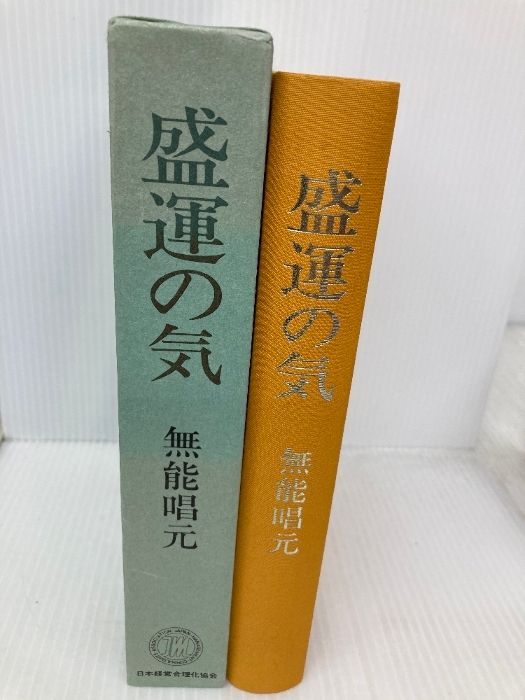 盛運の気
無能唱元
日本経営合理化協会
盛運の気
無能唱元